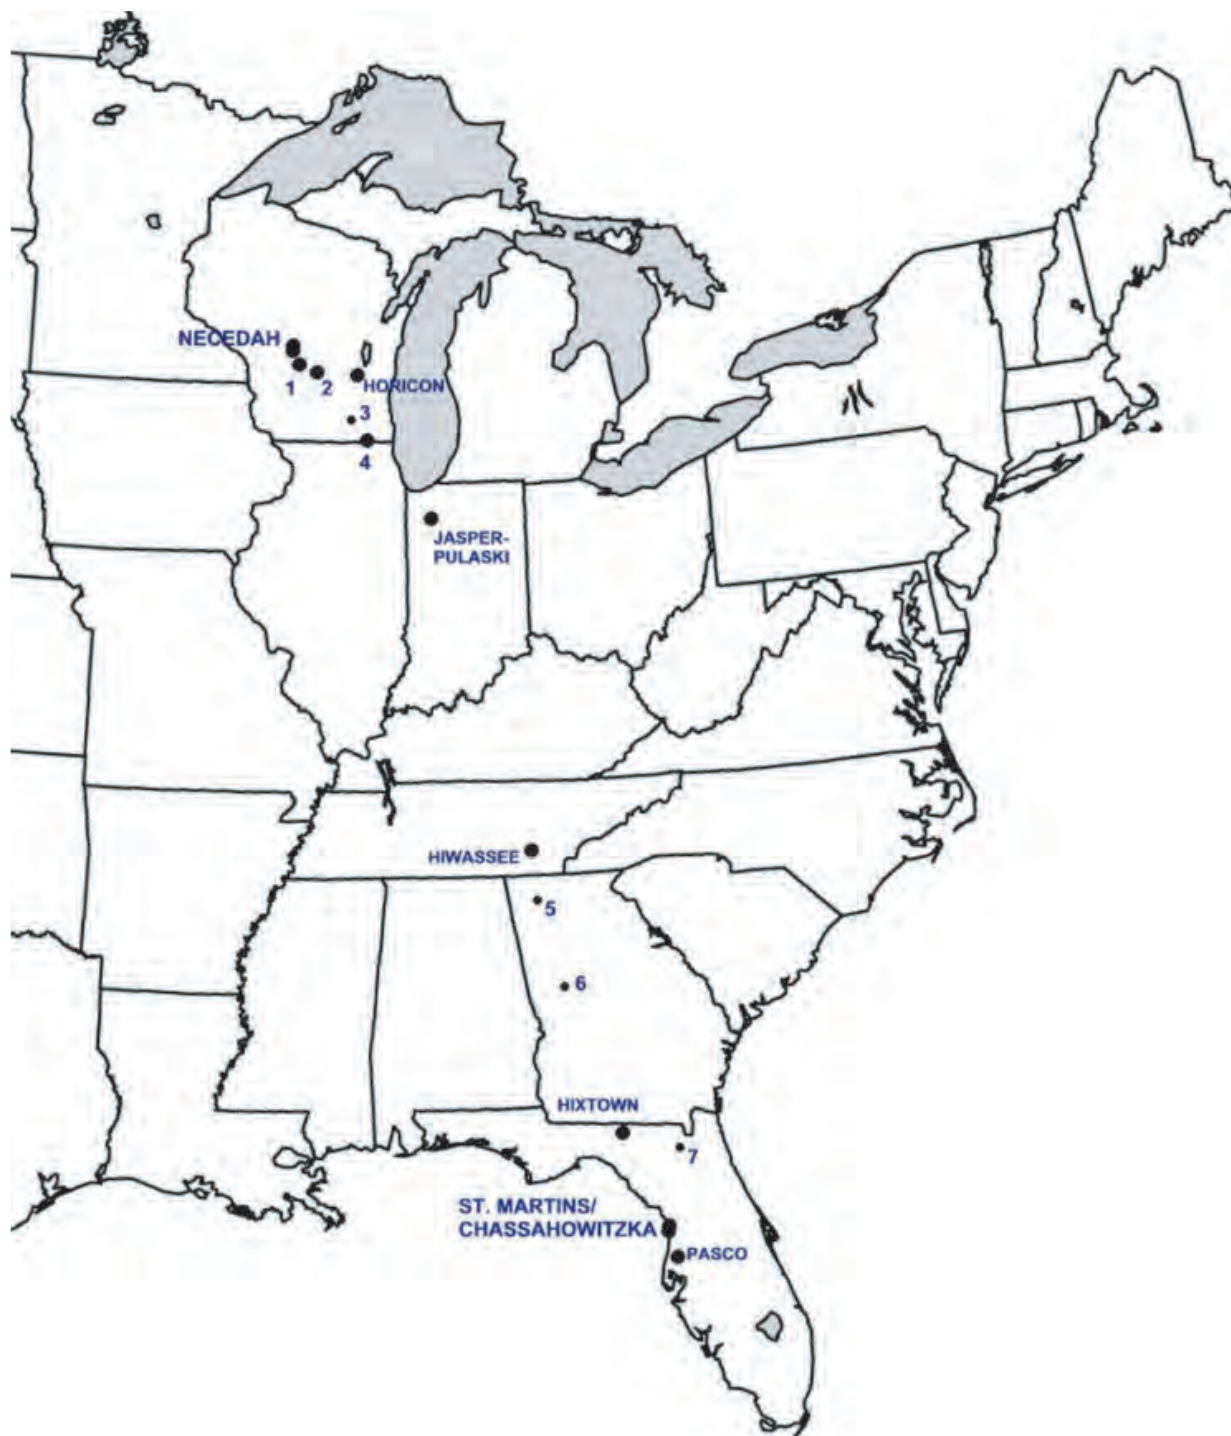 NECEDAH
1
2
HORICON
3
4
JASPER-
PULASKI
HIWASSEE
5
6
HIXTOWN
7
ST. MARTINS/
CHASSAHOWITZKA
PASCO